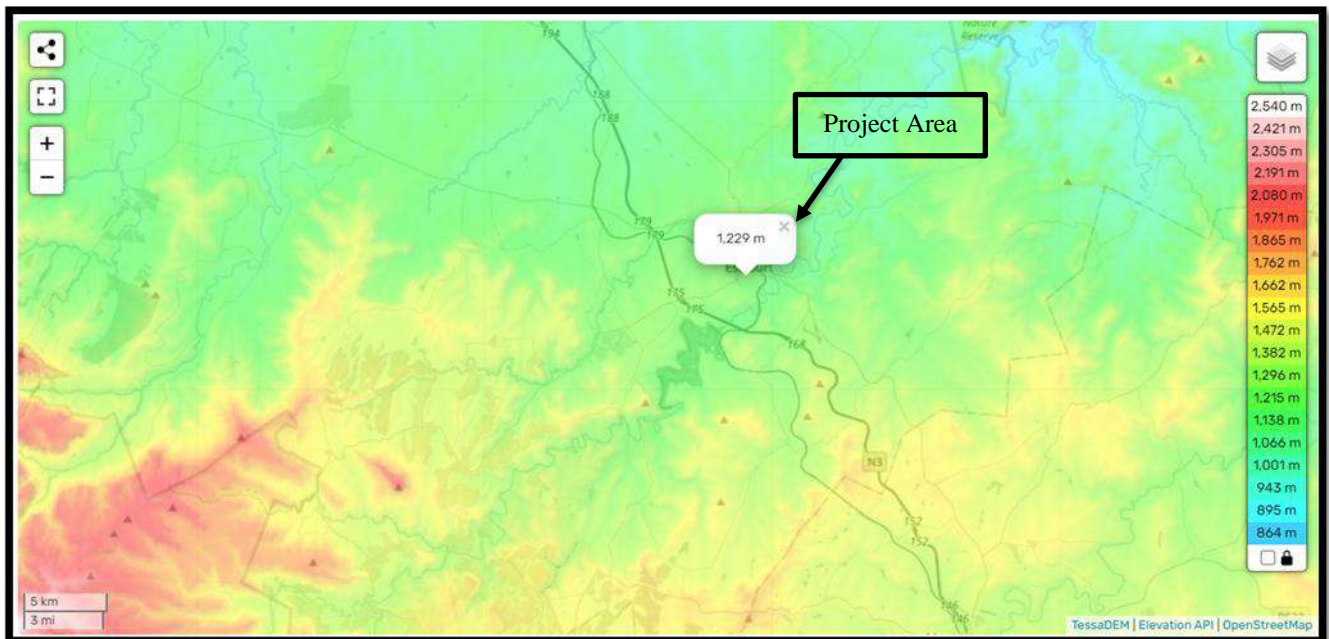 194
Nature
Reserve
188
188
Project Area
179
179
1,229 m
175
175
168
N3
152
152
146
146
2,540 m
2,421 m
2,305 m
2,191 m
2,080 m
1,971 m
1,865 m
1,762 m
1,662 m
1,565 m
1,472 m
1,382 m
1,296 m
1,215 m
1,138 m
1,066 m
1,001 m
943 m
895 m
864 m
5 km
3 mi
TessaDEM | Elevation API | OpenStreetMap